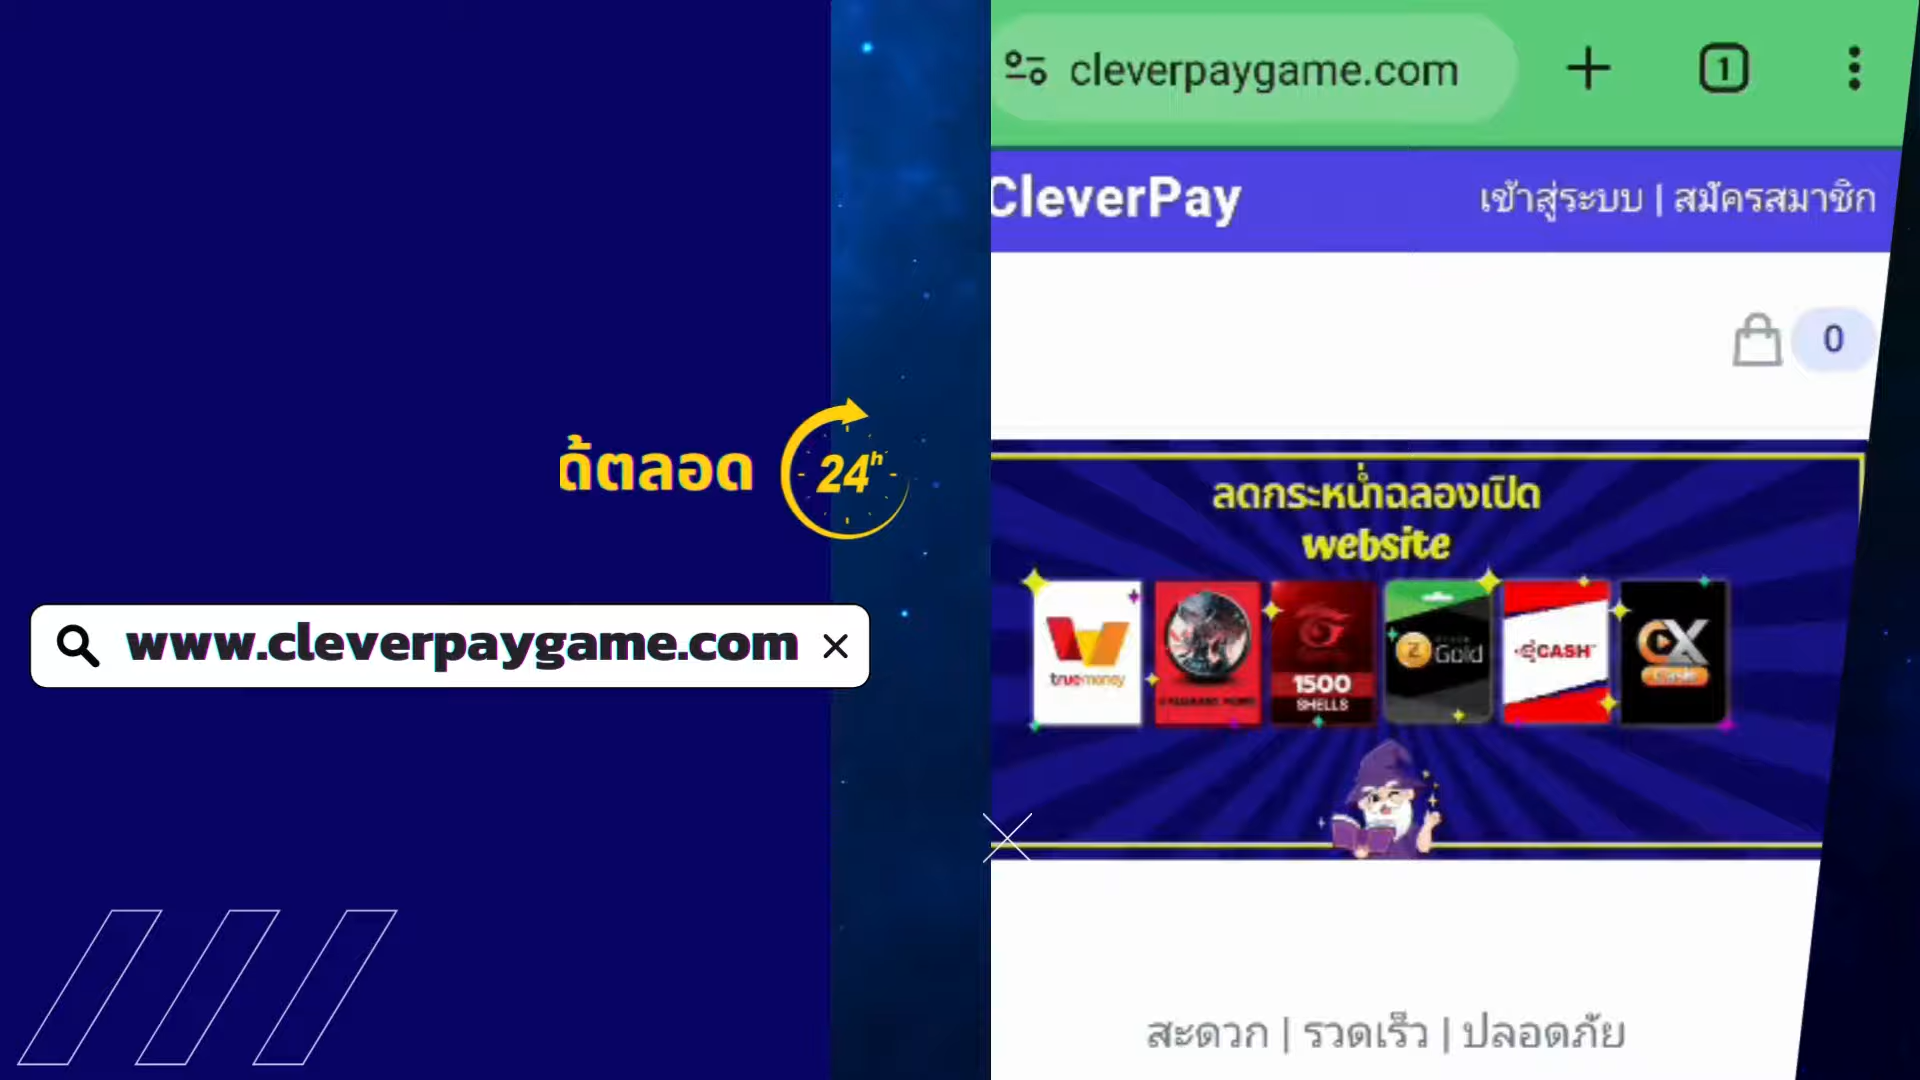 ด้ตลอด
24h
www.cleverpaygame.com
cleverpaygame.com
1
CleverPay
เข้าสู่ระบบ | สมัครสมาชิก
0
ลดกระหน่ำฉลองเปิด
website
truemoney
1500
SHELLS
Gold
CASH
CX
Cash
สะดวก | รวดเร็ว | ปลอดภัย